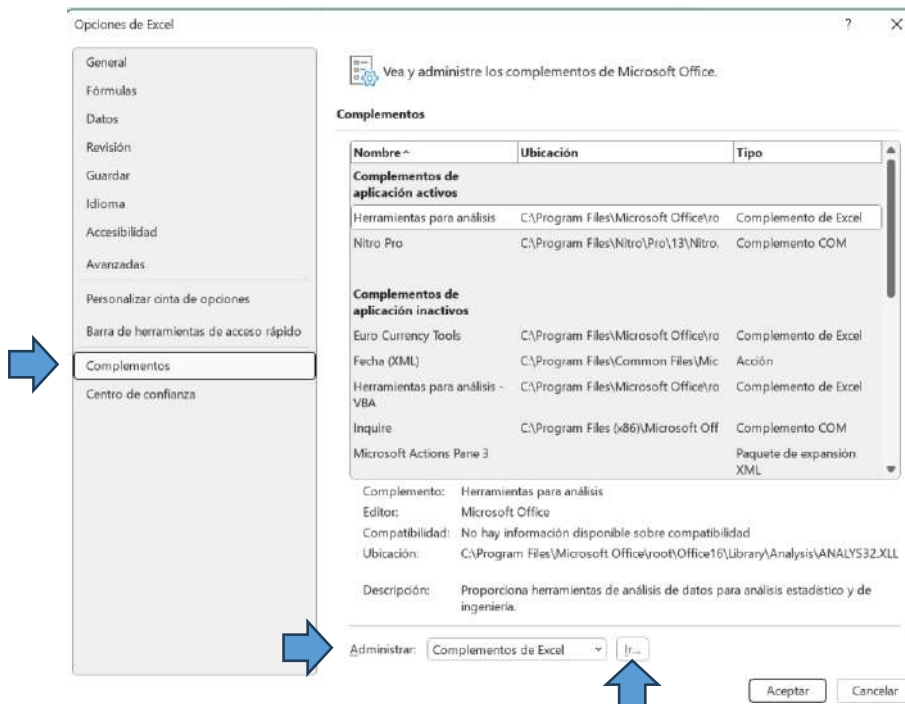 Opciones de Excel
?
X
General
Fórmulas
Datos
Revisión
Guardar
Idioma
Accesibilidad
Avanzadas
Personalizar cinta de opciones
Barra de herramientas de acceso rápido
Complementos
Centro de confianza
Vea y administre los complementos de Microsoft Office.
Complementos
Nombre Ubicación Tipo
Complementos de
aplicación activos
Herramientas para análisis C:\Program Files\Microsoft Office\ro Complemento de Excel
Nitro Pro C:\Program Files\Nitro\Pro\13\Nitro. Complemento COM
Complementos de
aplicación inactivos
Euro Currency Tools C:\Program Files\Microsoft Office\ro Complemento de Excel
Fecha (XML) C:\Program Files\Common Files\Mic Acción
Herramientas para análisis - C:\Program Files\Microsoft Office\ro Complemento de Excel
VBA
Inquire C:\Program Files (x86)\Microsoft Off Complemento COM
Microsoft Actions Pane 3 Paquete de expansión
XML
Complemento: Herramientas para análisis
Editor: Microsoft Office
Compatibilidad: No hay información disponible sobre compatibilidad
Ubicación: C:\Program Files\Microsoft Office\root\Office16\Library\Analysis\ANALYS32.XLL
Descripción: Proporciona herramientas de análisis de datos para análisis estadístico y de
ingeniería.
Administrar: Complementos de Excel Ir...
Aceptar Cancelar